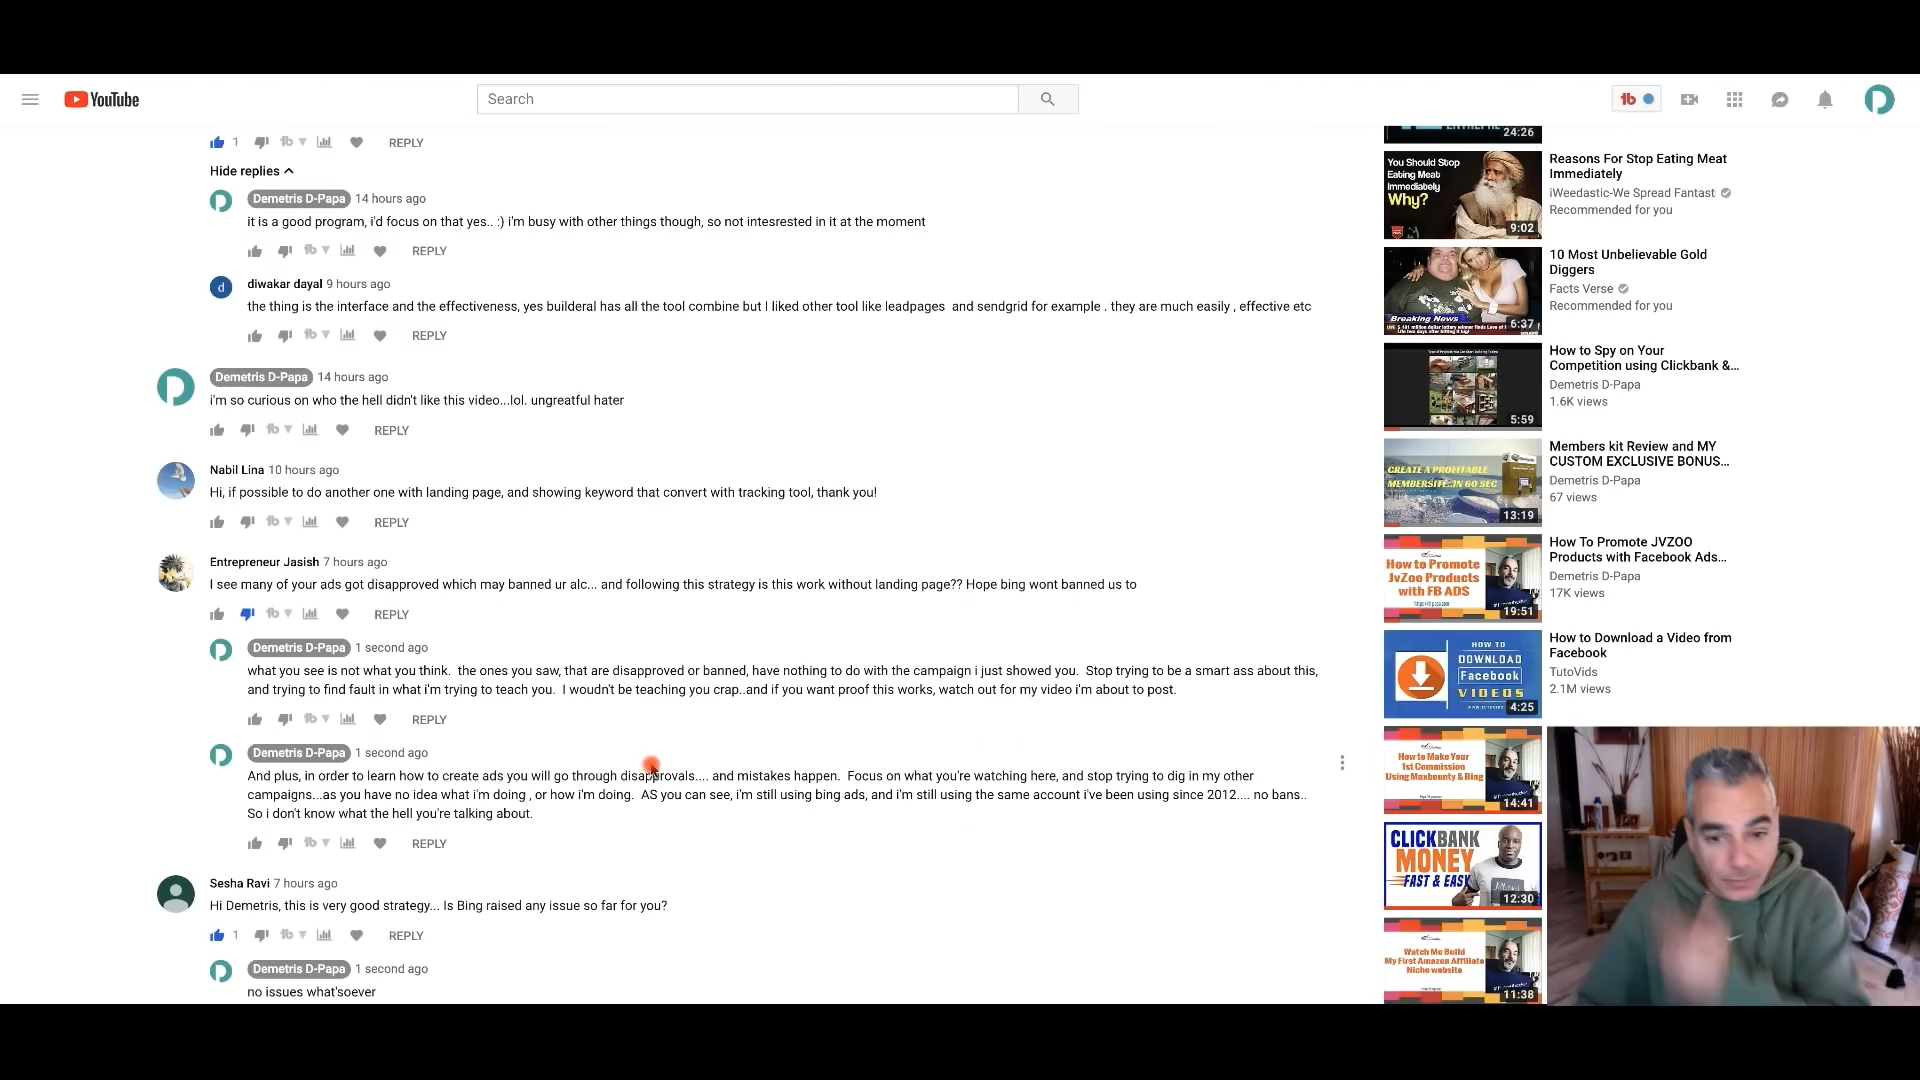 YouTube
Search
1 REPLY
Hide replies
Demetris D-Papa 14 hours ago
it is a good program, i'd focus on that yes.. :) i'm busy with other things though, so not intesrested in it at the moment
REPLY
d
diwakar dayal 9 hours ago
the thing is the interface and the effectiveness, yes builderal has all the tool combine but I liked other tool like leadpages and sendgrid for example . they are much easily , effective etc
REPLY
Demetris D-Papa 14 hours ago
i'm so curious on who the hell didn't like this video...lol. ungreatful hater
REPLY
Nabil Lina 10 hours ago
Hi, if possible to do another one with landing page, and showing keyword that convert with tracking tool, thank you!
REPLY
Entrepreneur Jasish 7 hours ago
I see many of your ads got disapproved which may banned ur alc... and following this strategy is this work without landing page?? Hope bing wont banned us to
REPLY
Demetris D-Papa 1 second ago
what you see is not what you think. the ones you saw, that are disapproved or banned, have nothing to do with the campaign i just showed you. Stop trying to be a smart ass about this,
and trying to find fault in what i'm trying to teach you. I woudn't be teaching you crap..and if you want proof this works, watch out for my video i'm about to post.
REPLY
Demetris D-Papa 1 second ago
And plus, in order to learn how to create ads you will go through disapprovals.... and mistakes happen. Focus on what you're watching here, and stop trying to dig in my other
campaigns...as you have no idea what i'm doing , or how i'm doing. AS you can see, i'm still using bing ads, and i'm still using the same account i've been using since 2012.... no bans..
So i don't know what the hell you're talking about.
REPLY
Sesha Ravi 7 hours ago
Hi Demetris, this is very good strategy... Is Bing raised any issue so far for you?
1 REPLY
Demetris D-Papa 1 second ago
no issues what'soever
24:26
You Should Stop
Eating Meat
Immediately
Why?
9:02
Reasons For Stop Eating Meat
Immediately
iWeedastic-We Spread Fantast
Recommended for you
Breaking News
6:37
10 Most Unbelievable Gold
Diggers
Facts Verse
Recommended for you
5:59
How to Spy on Your
Competition using Clickbank &...
Demetris D-Papa
1.6K views
CREATE A PROFITABLE
MEMBERSITE..IN 60 SEC
13:19
Members kit Review and MY
CUSTOM EXCLUSIVE BONUS...
Demetris D-Papa
67 views
How to Promote
JvZoo Products
with FB ADS
19:51
How To Promote JVZOO
Products with Facebook Ads...
Demetris D-Papa
17K views
HOW TO
DOWNLOAD
Facebook
VIDEOS
4:25
How to Download a Video from
Facebook
TutoVids
2.1M views
How to Make Your
1st Commission
Using Maxbounty & Bing
14:41
CLICKBANK
MONEY
FAST & EASY
12:30
Watch Me Build
My First Amazon Affiliate
Niche website
11:38